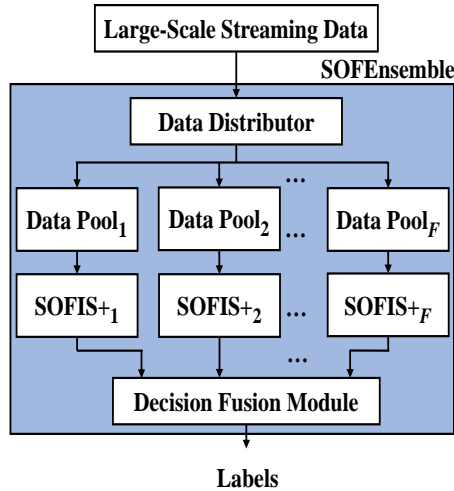 Large-Scale Streaming Data
SOFEnsemble
Data Distributor
...
Data Pool1 Data Pool2 ... Data PoolF
SOFIS+1 SOFIS+2 ... SOFIS+F
...
Decision Fusion Module
Labels